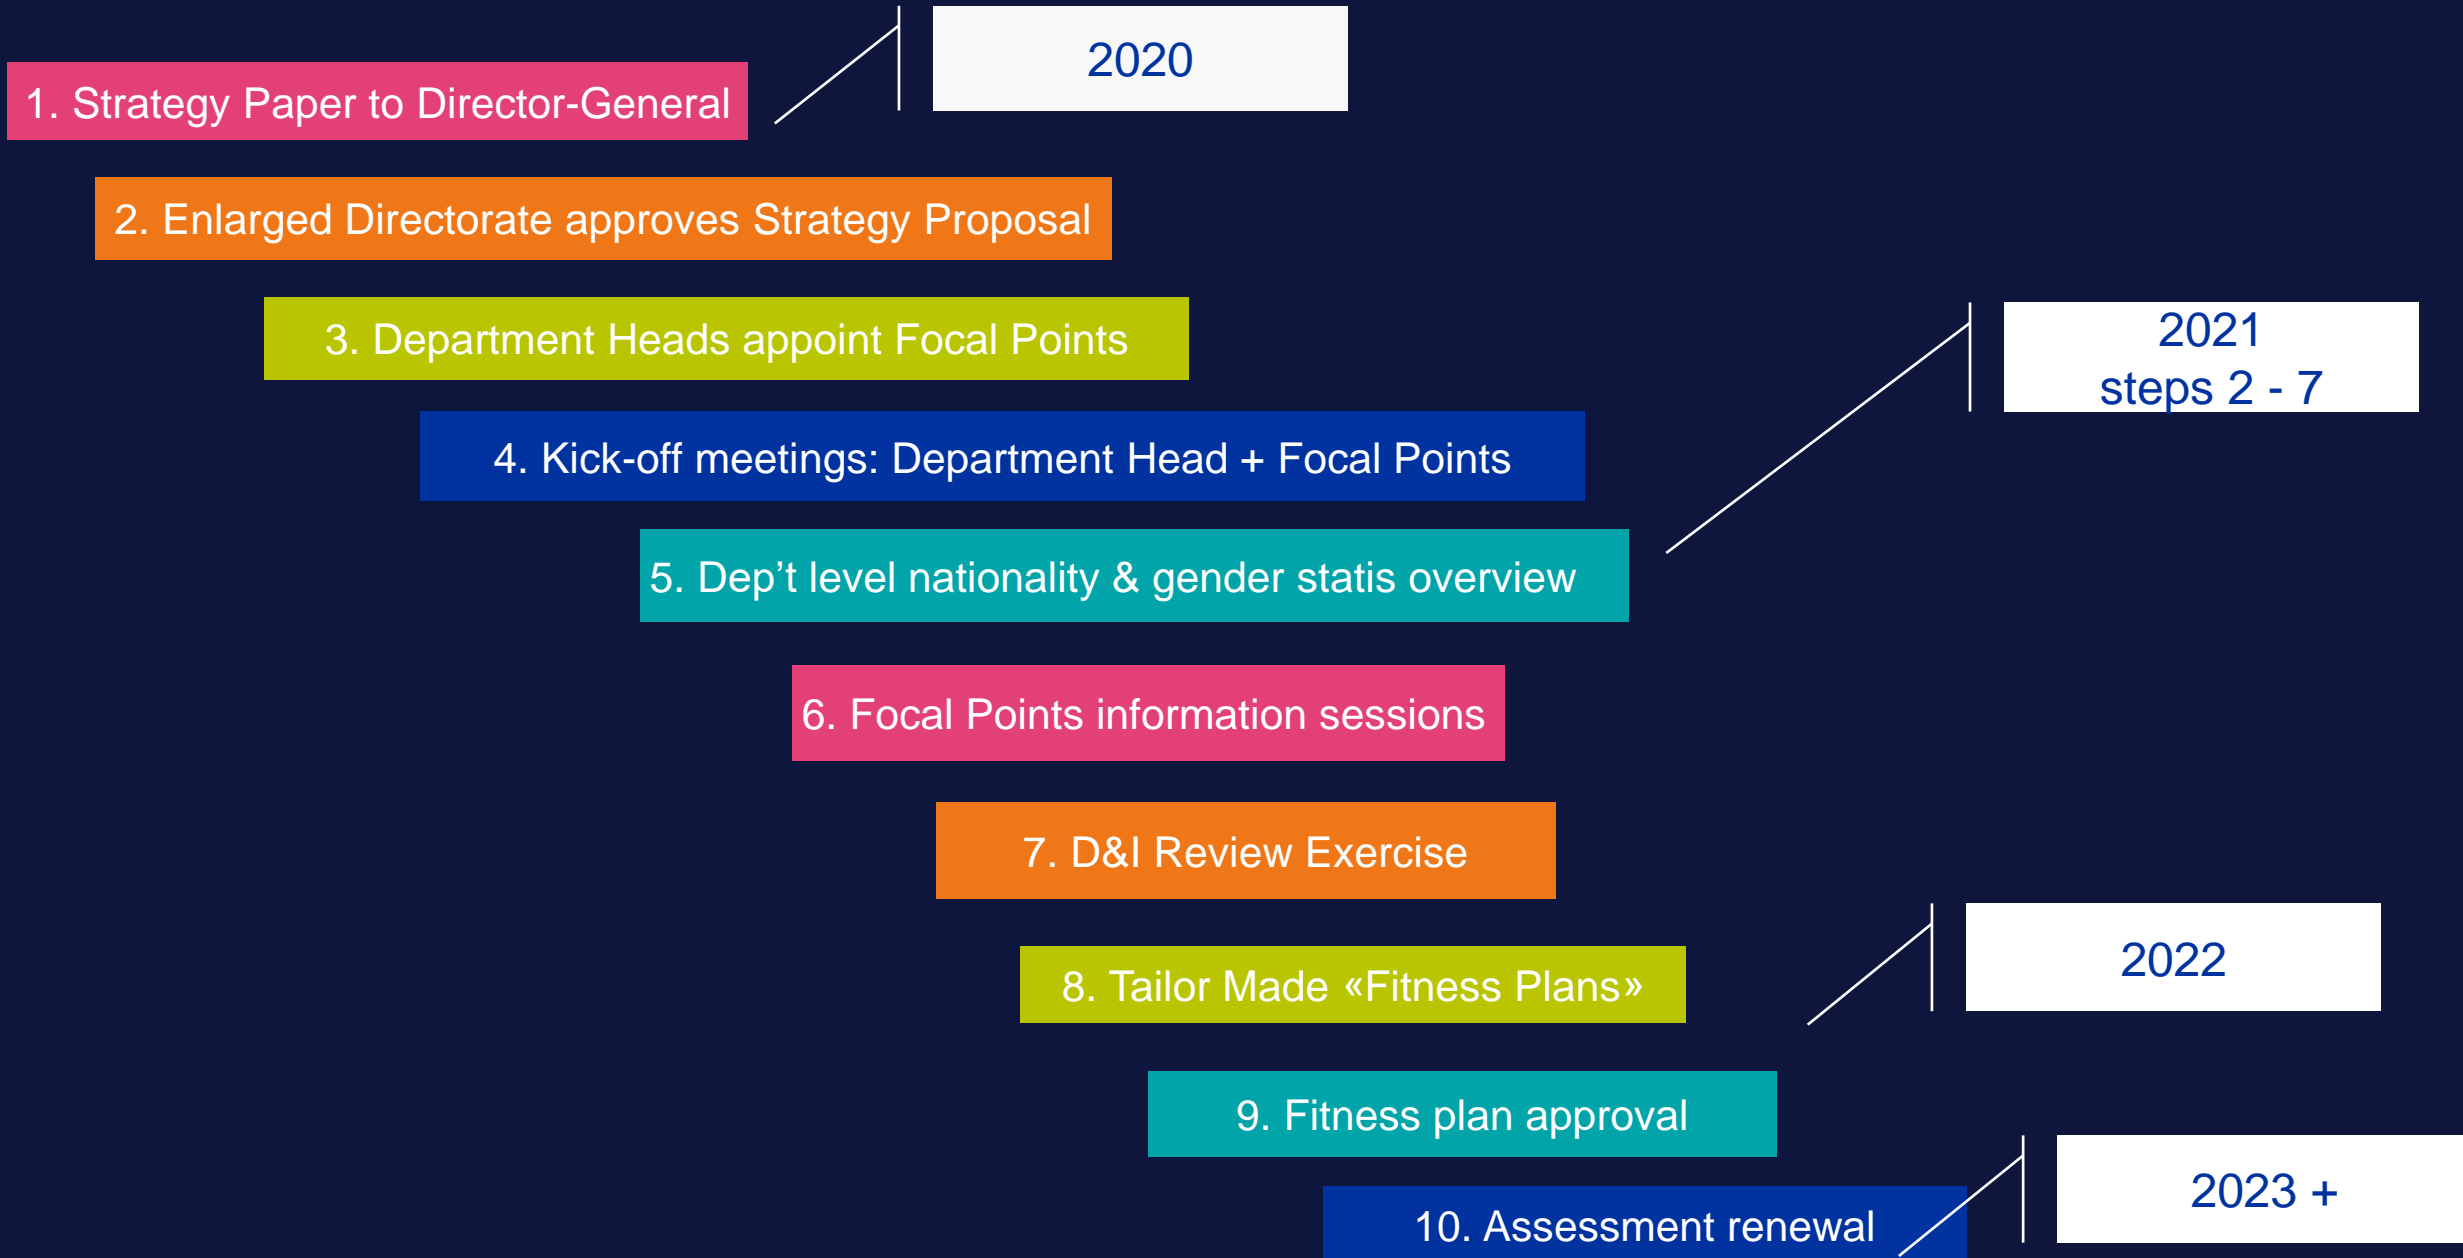 2020
1. Strategy Paper to Director-General
2. Enlarged Directorate approves Strategy Proposal
3. Department Heads appoint Focal Points
2021
steps 2 - 7
4. Kick-off meetings: Department Head + Focal Points
5. Dep’t level nationality & gender statis overview
6. Focal Points information sessions
7. D&I Review Exercise
8. Tailor Made «Fitness Plans»
2022
9. Fitness plan approval
10. Assessment renewal
2023 +